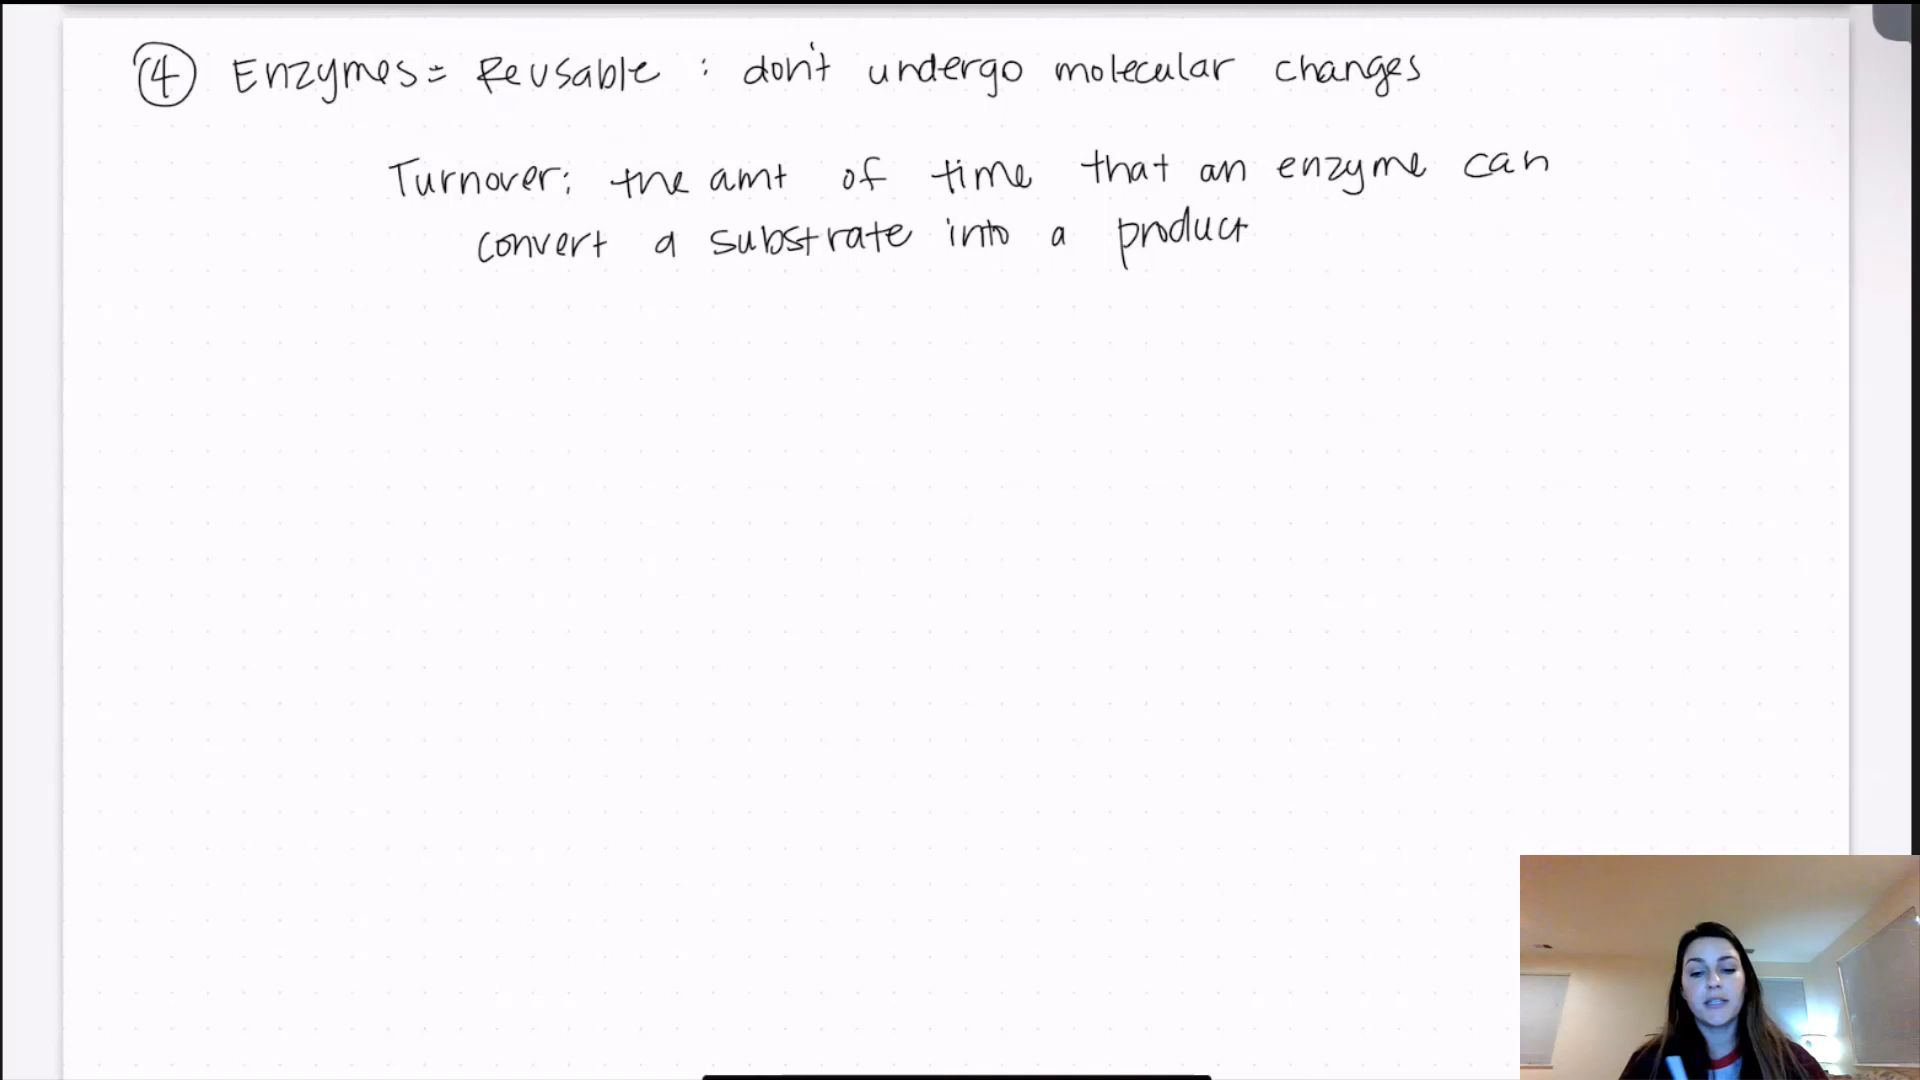 ④ Enzymes = Reusable : don't undergo molecular changes
Turnover: the amt of time that an enzyme can
convert a substrate into a product